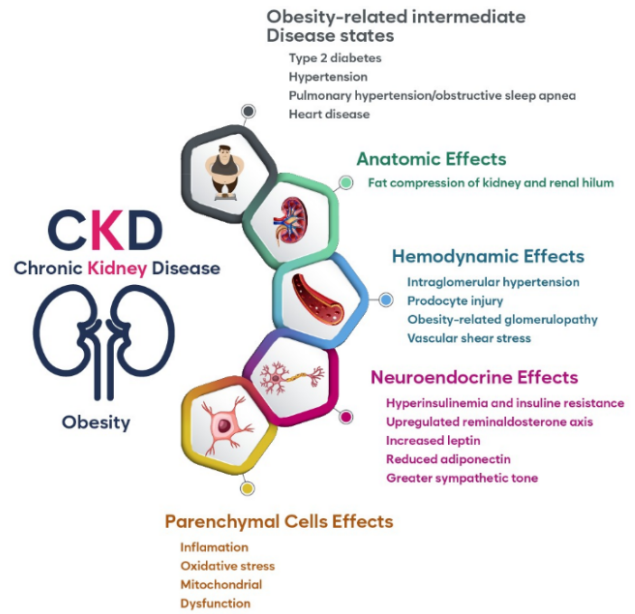 Obesity-related intermediate
Disease states
Type 2 diabetes
Hypertension
Pulmonary hypertension/obstructive sleep apnea
Heart disease
Anatomic Effects
Fat compression of kidney and renal hilum
CKD
Chronic Kidney Disease
Obesity
Hemodynamic Effects
Intraglomerular hypertension
Prodocyte injury
Obesity-related glomerulopathy
Vascular shear stress
Neuroendocrine Effects
Hyperinsulinemia and insuline resistance
Upregulated reminaldosterone axis
Increased leptin
Reduced adiponectin
Greater sympathetic tone
Parenchymal Cells Effects
Inflamation
Oxidative stress
Mitochondrial
Dysfunction